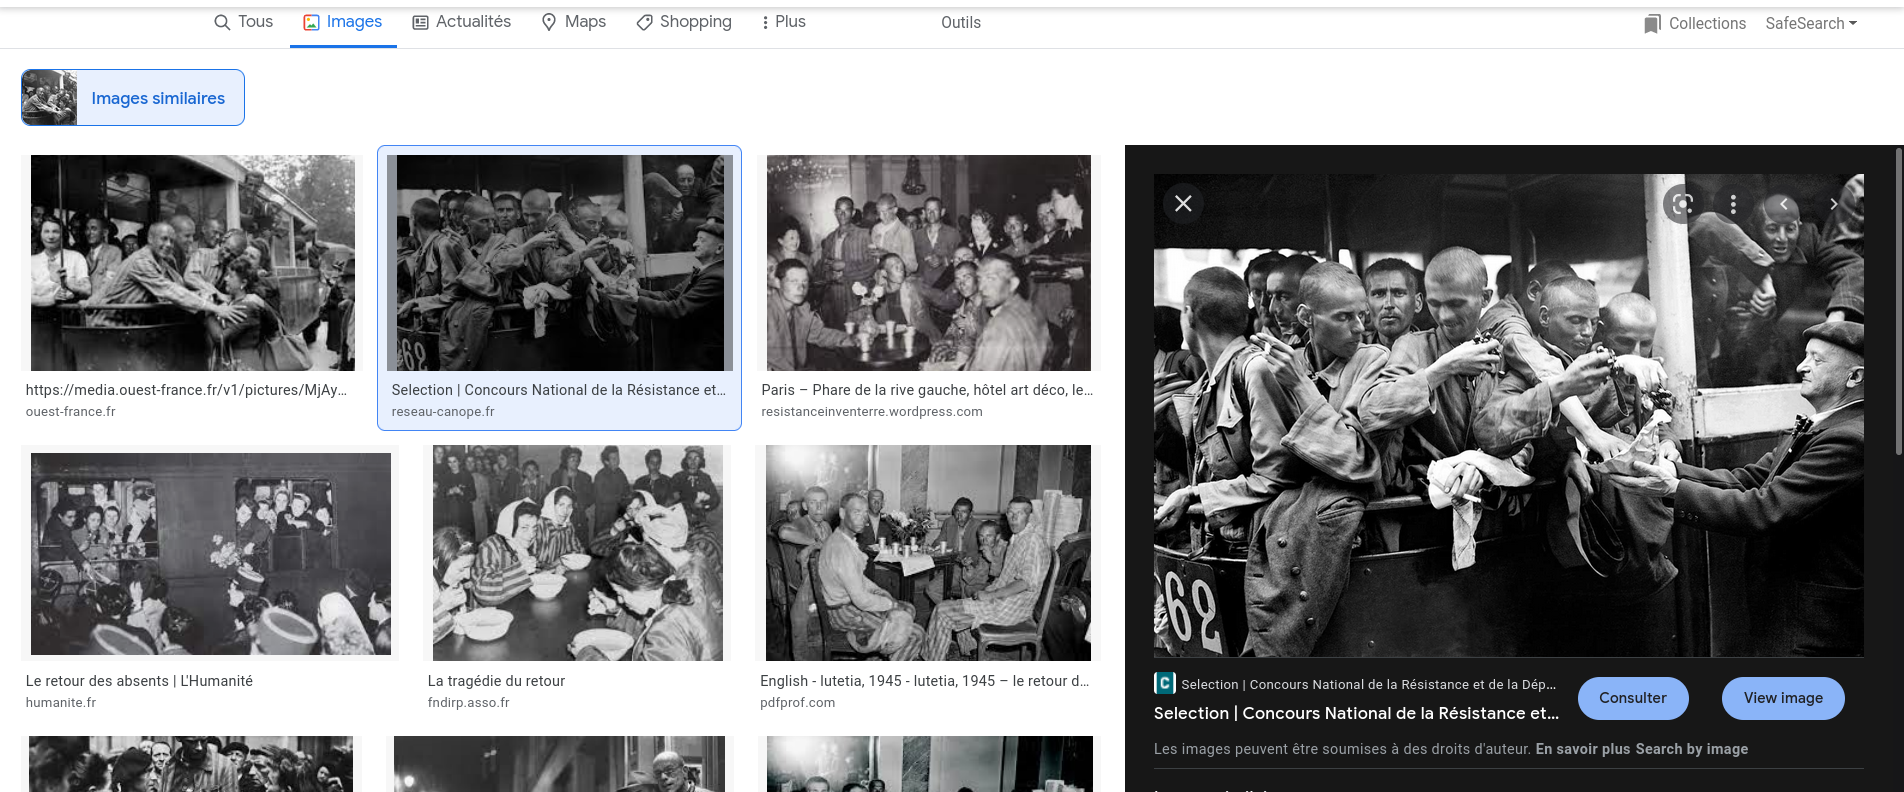 Tous Images Actualités Maps Shopping Plus Outils Collections SafeSearch
Images similaires
https://media.ouest-france.fr/v1/pictures/MjAy...
ouest-france.fr
Selection | Concours National de la Résistance et...
reseau-canope.fr
Paris – Phare de la rive gauche, hôtel art déco, le...
resistanceinventerre.wordpress.com
Le retour des absents | L'Humanité
humanite.fr
La tragédie du retour
fndirp.asso.fr
English - lutetia, 1945 - lutetia, 1945 – le retour d...
pdfprof.com
62
C Selection | Concours National de la Résistance et de la Dép...
Selection | Concours National de la Résistance et...
Consulter
View image
Les images peuvent être soumises à des droits d'auteur. En savoir plus Search by image